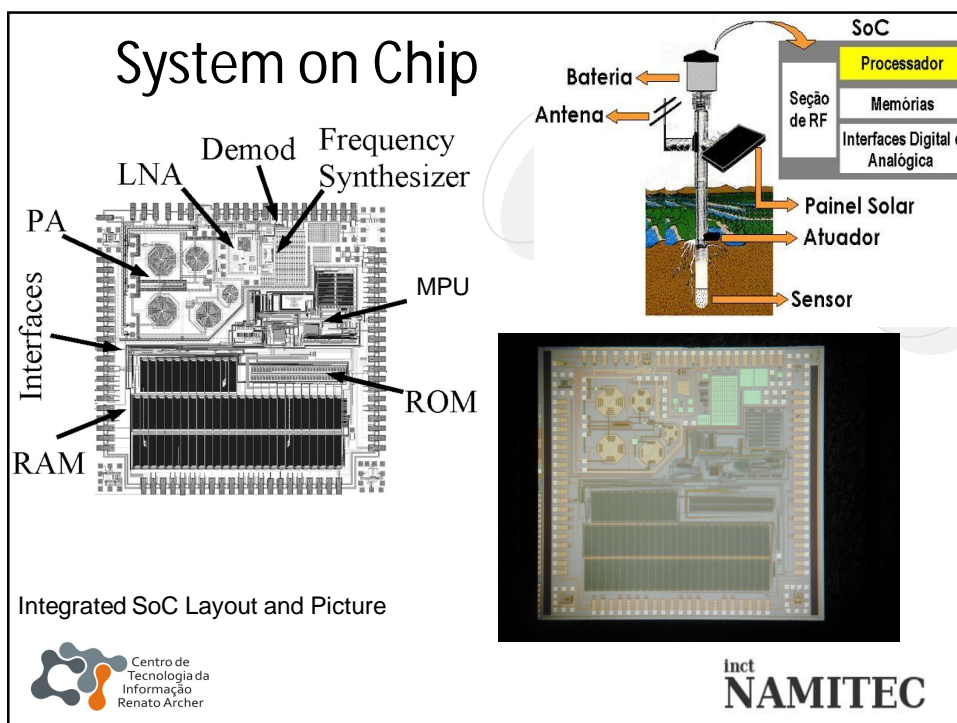 System on Chip
Demod
Frequency
Synthesizer
LNA
PA
MPU
Interfaces
ROM
RAM
SoC
Bateria
Antena
Seção
de RF
Processador
Memórias
Interfaces Digital e
Analógica
Painel Solar
Atuador
Sensor
Integrated SoC Layout and Picture
Centro de
Tecnologia da
Informação
Renato Archer
inct
NAMITEC